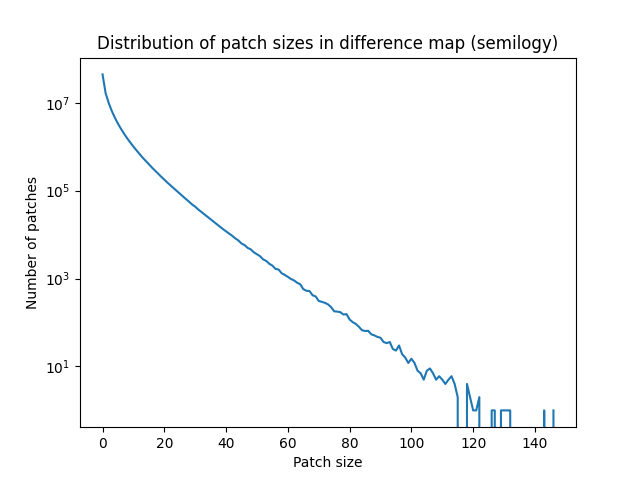 Distribution of patch sizes in difference map (semilogy)
Number of patches
10^7
10^5
10^3
10^1
0 20 40 60 80 100 120 140
Patch size